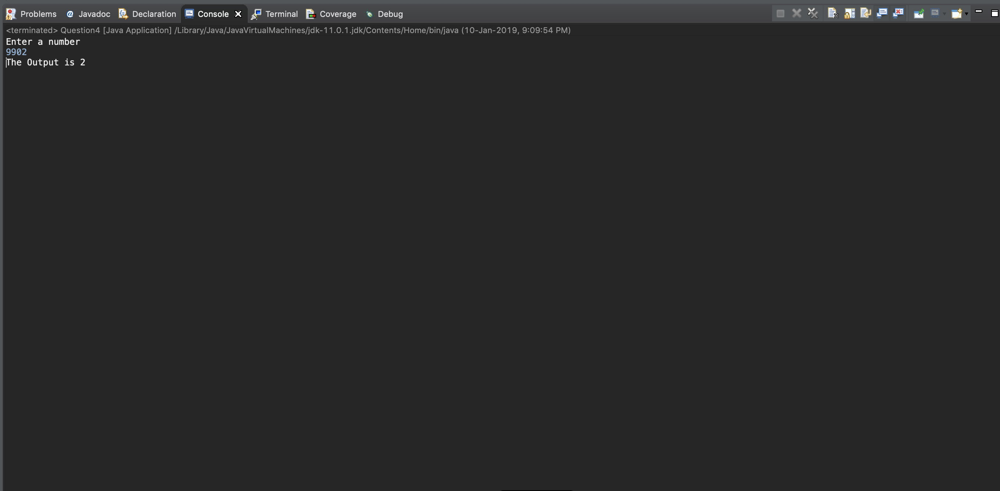 Problems @ Javadoc Declaration Console Terminal Coverage Debug
<terminated> Question4 [Java Application] /Library/Java/JavaVirtualMachines/jdk-11.0.1.jdk/Contents/Home/bin/java (10-Jan-2019, 9:09:54 PM)
Enter a number
9902
The Output is 2